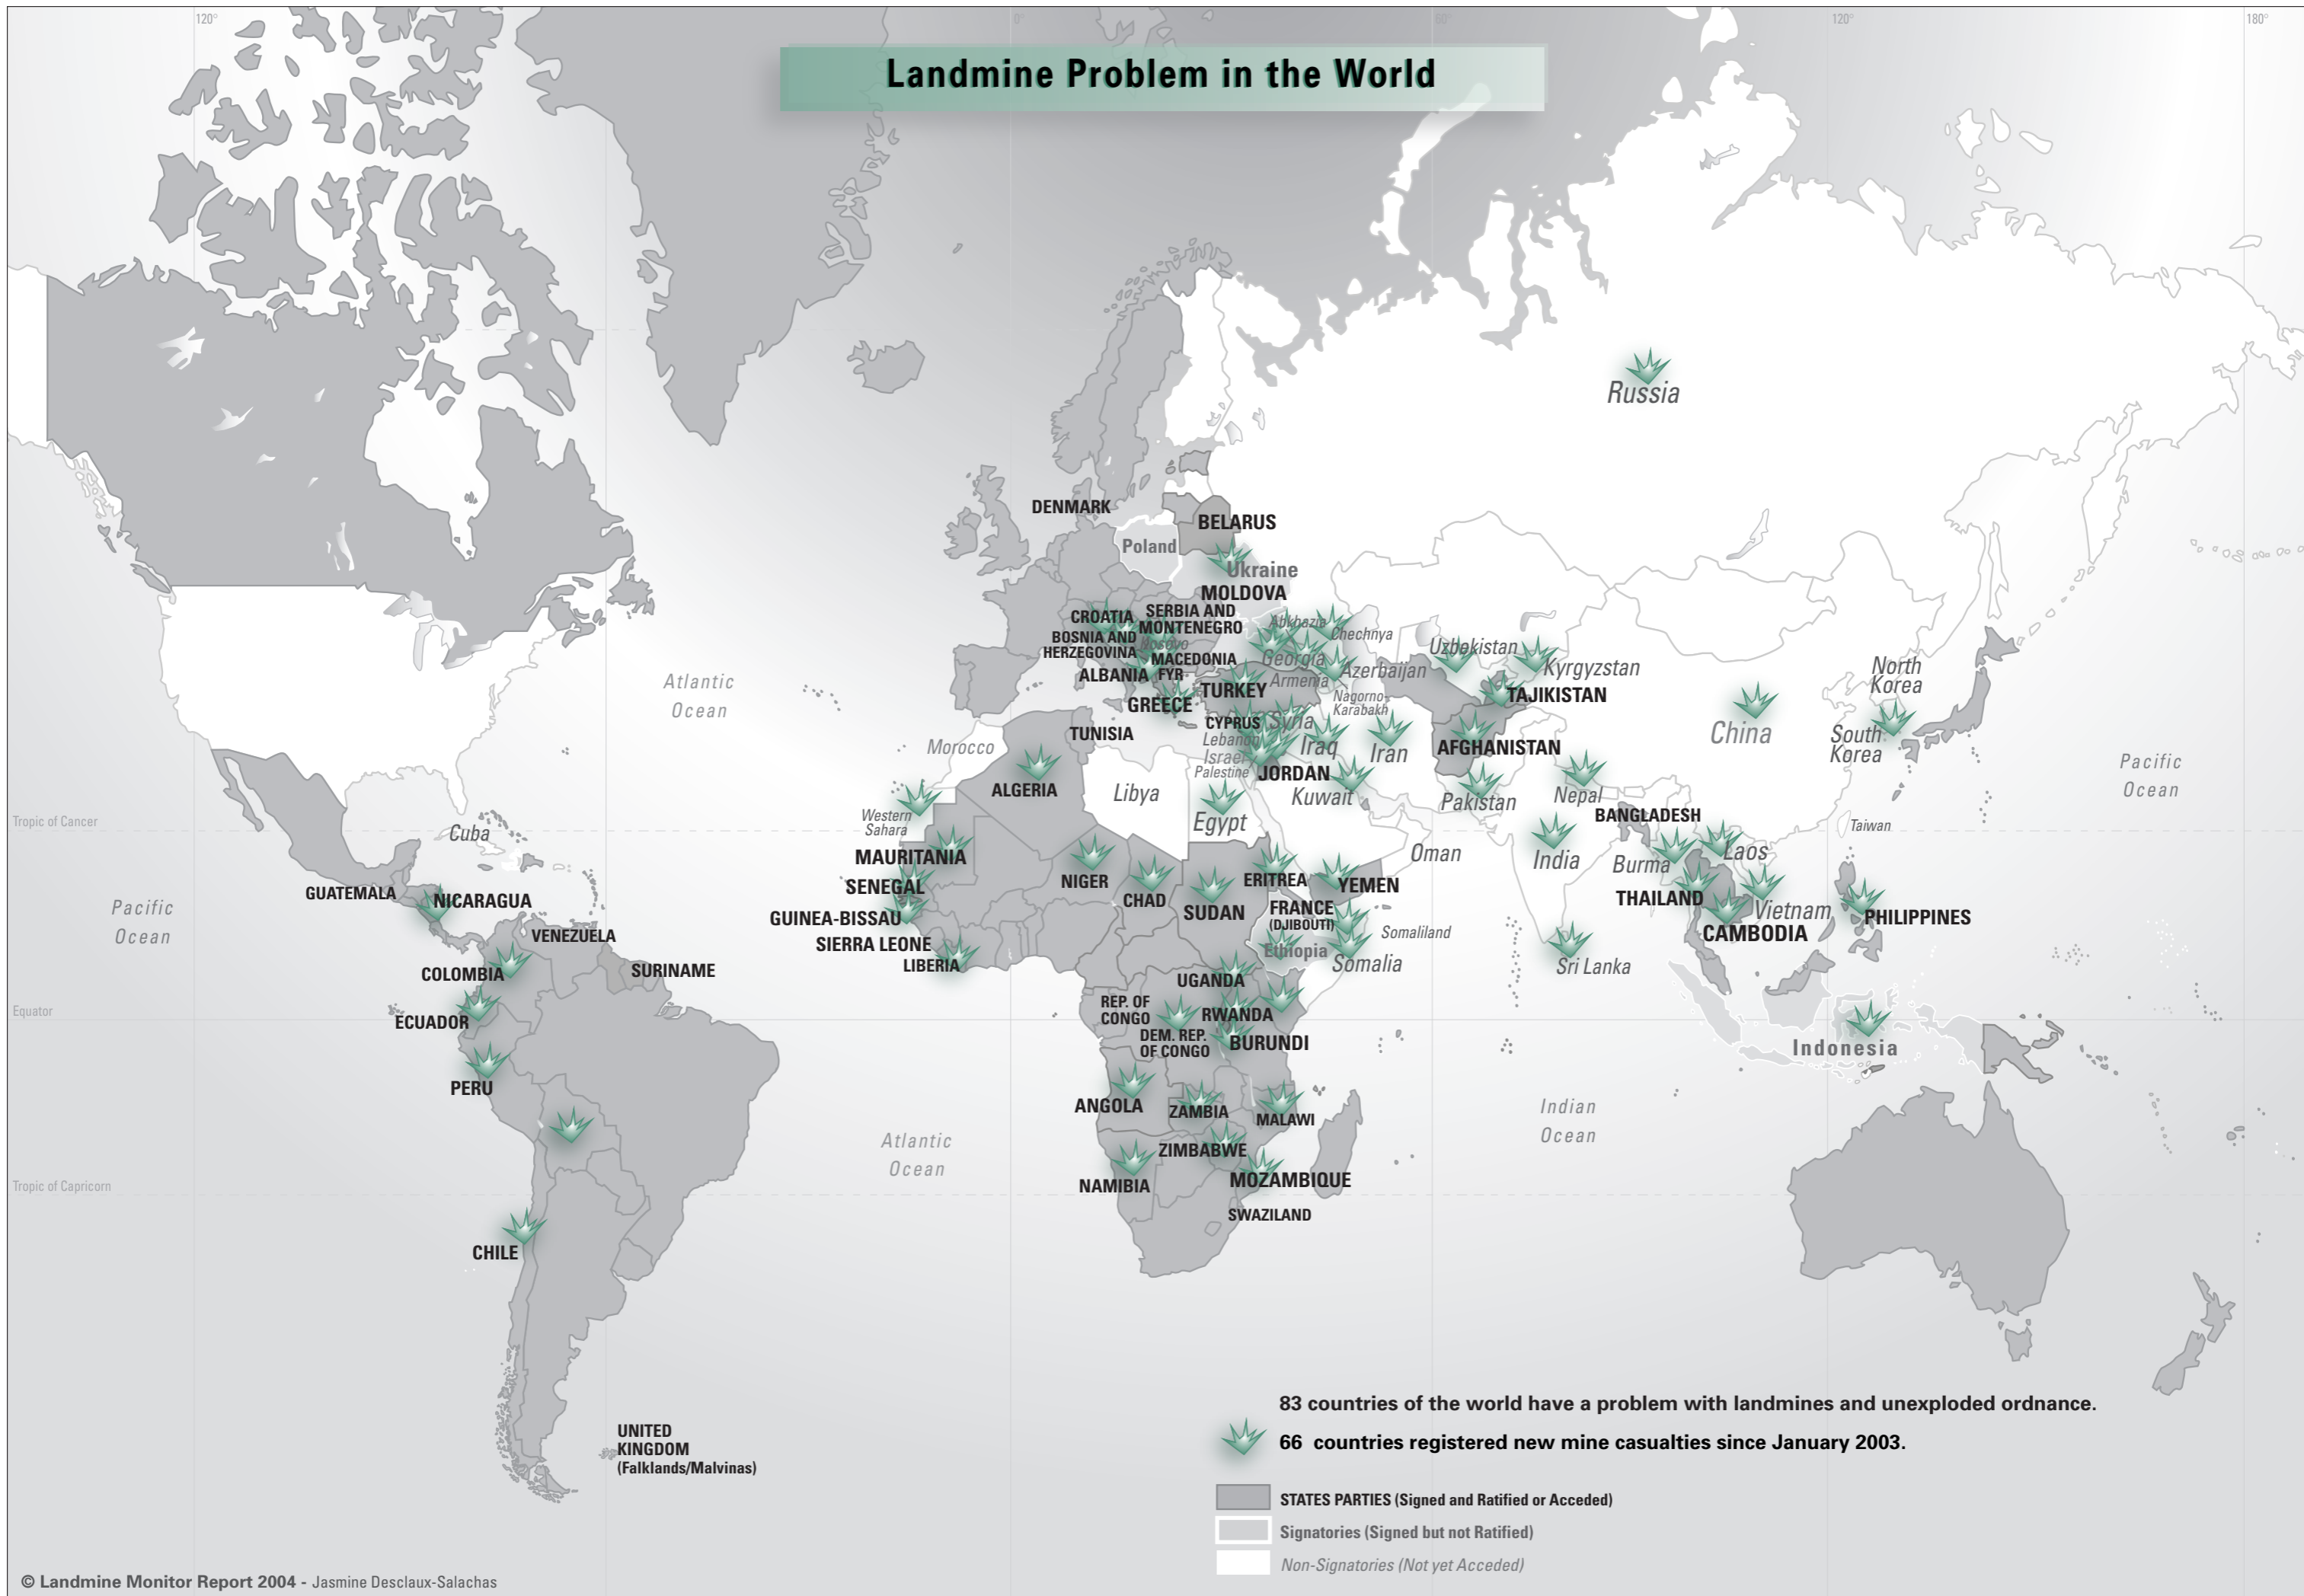 120°
0°
60°
120°
180°
Landmine Problem in the World
Russia
DENMARK
BELARUS
Poland
Ukraine
MOLDOVA
CROATIA
SERBIA AND
MONTENEGRO
BOSNIA AND
HERZEGOVINA
Kosovo
MACEDONIA
FYR
ALBANIA
GREECE
TURKEY
Abkhazia
Chechnya
Georgia
Armenia
Azerbaijan
Nagorno-
Karabakh
Uzbekistan
Kyrgyzstan
TAJIKISTAN
North
Korea
South
Korea
China
Atlantic
Ocean
Morocco
TUNISIA
CYPRUS
Syria
Lebanon
Israel
Palestine
Iraq
Iran
AFGHANISTAN
JORDAN
Kuwait
Pakistan
Nepal
Pacific
Ocean
ALGERIA
Libya
Egypt
Western
Sahara
Tropic of Cancer
Cuba
BANGLADESH
Taiwan
India
Burma
Laos
Oman
MAURITANIA
SENEGAL
NIGER
CHAD
SUDAN
ERITREA
YEMEN
GUATEMALA
NICARAGUA
THAILAND
Vietnam
PHILIPPINES
CAMBODIA
Pacific
Ocean
GUINEA-BISSAU
SIERRA LEONE
LIBERIA
FRANCE
(DJIBOUTI)
Somaliland
Ethiopia
Somalia
Sri Lanka
VENEZUELA
COLOMBIA
SURINAME
UGANDA
Equator
ECUADOR
REP. OF
CONGO
RWANDA
DEM. REP.
OF CONGO
BURUNDI
Indonesia
PERU
ANGOLA
ZAMBIA
MALAWI
Indian
Ocean
Atlantic
Ocean
ZIMBABWE
NAMIBIA
MOZAMBIQUE
Tropic of Capricorn
SWAZILAND
CHILE
UNITED
KINGDOM
(Falklands/Malvinas)
83 countries of the world have a problem with landmines and unexploded ordnance.
66 countries registered new mine casualties since January 2003.
STATES PARTIES (Signed and Ratified or Acceded)
Signatories (Signed but not Ratified)
Non-Signatories (Not yet Acceded)
© Landmine Monitor Report 2004 - Jasmine Desclaux-Salachas